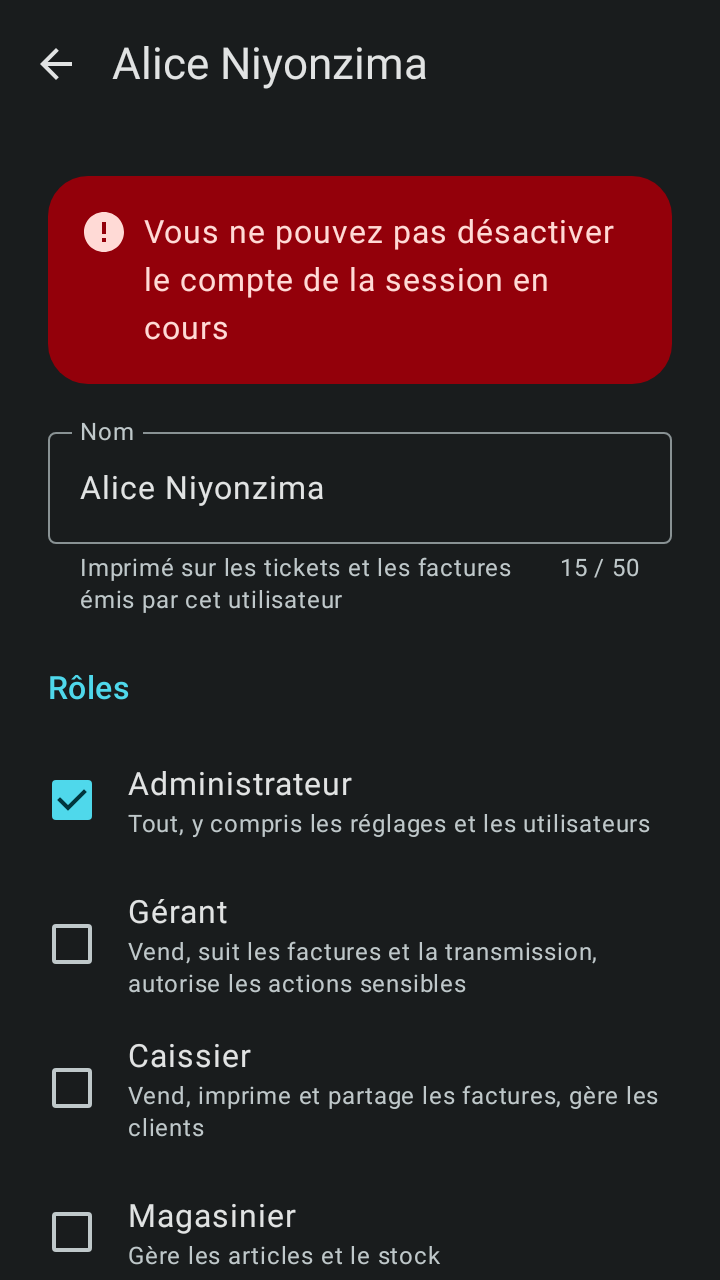 Alice Niyonzima
Vous ne pouvez pas désactiver
le compte de la session en
cours
Nom
Alice Niyonzima
Imprimé sur les tickets et les factures 15 / 50
émis par cet utilisateur
Rôles
Administrateur
Tout, y compris les réglages et les utilisateurs
Gérant
Vend, suit les factures et la transmission,
autorise les actions sensibles
Caissier
Vend, imprime et partage les factures, gère les
clients
Magasinier
Gère les articles et le stock